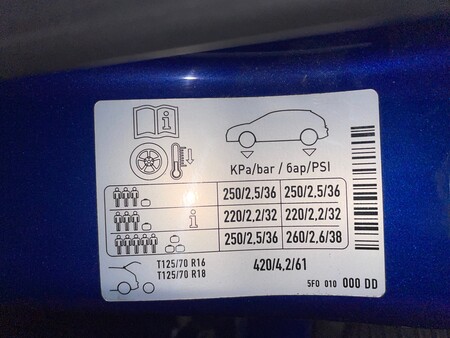 i
KPa/bar / бар/PSI
250/2,5/36 250/2,5/36
i 220/2,2/32 220/2,2/32
250/2,5/36 260/2,6/38
T125/70 R16
T125/70 R18
420/4,2/61
5F0 010 000 DD